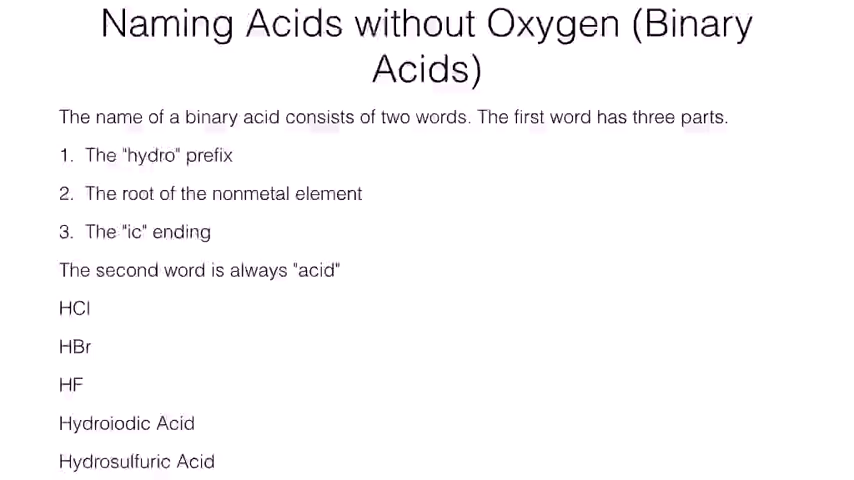 Naming Acids without Oxygen (Binary
Acids)
The name of a binary acid consists of two words. The first word has three parts.
1. The "hydro" prefix
2. The root of the nonmetal element
3. The "ic" ending
The second word is always "acid"
HCl
HBr
HF
Hydroiodic Acid
Hydrosulfuric Acid